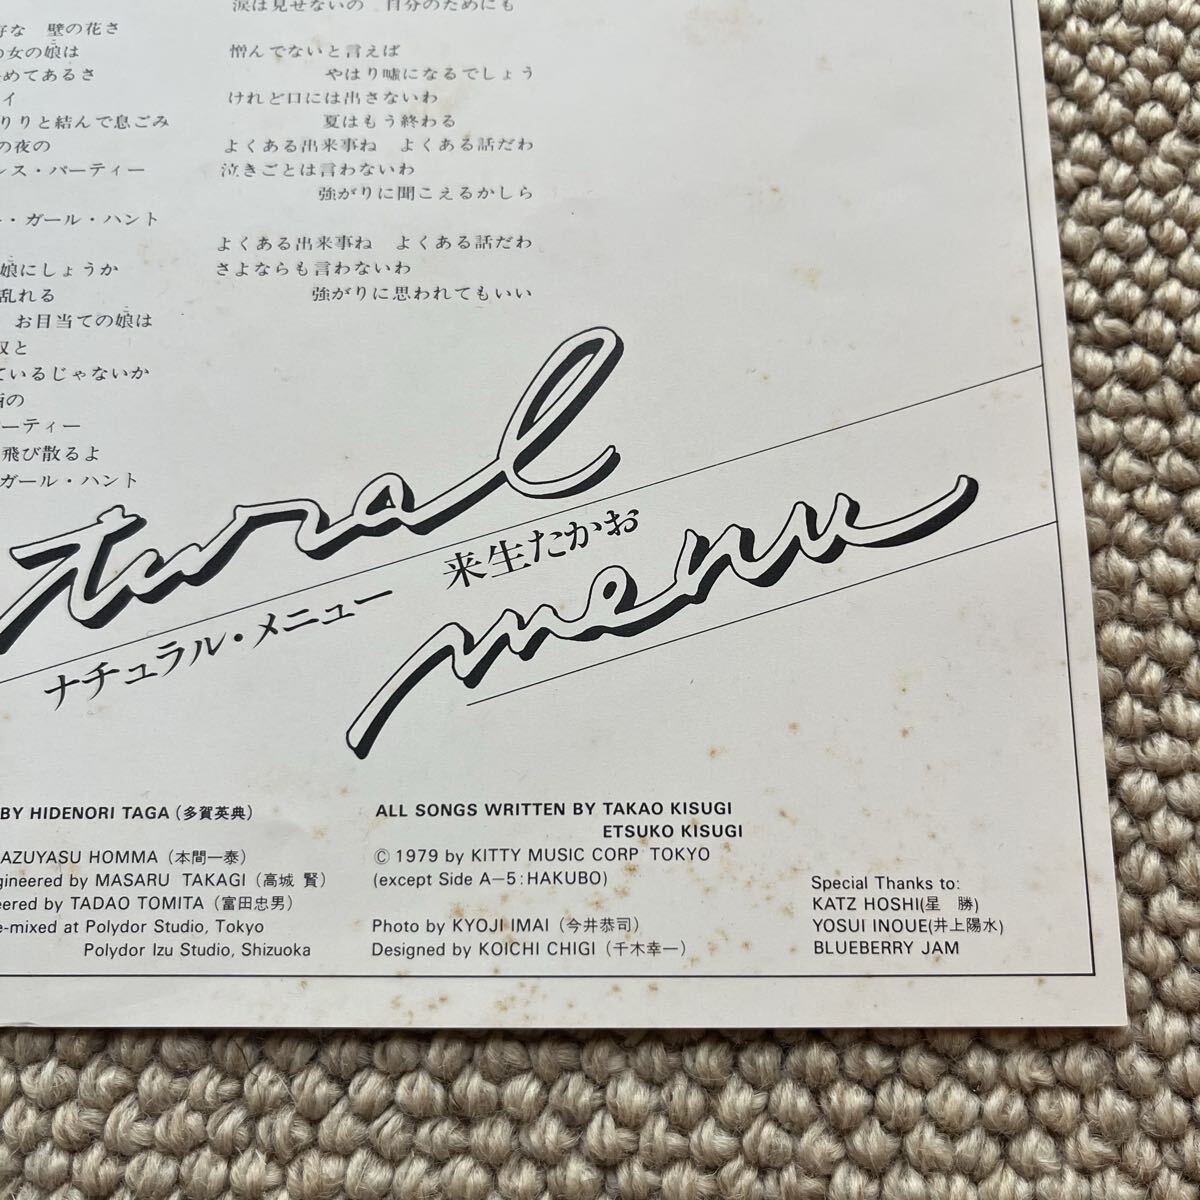 好な 壁の花さ
の女の娘は
めてあるさ
イ
りりと結んで息ごみ
の夜の
レス・パーティー
・ガール・ハント
娘にしょうか
乱れる
お目当ての娘は
奴と
ているじゃないか
の
ーティー
飛び散るよ
ガール・ハント
涙は見せないの 自分のためにも
憎んでないと言えば
やはり嘘になるでしょう
けれど口には出さないわ
夏はもう終わる
よくある出来事ね よくある話だわ
泣きごとは言わないわ
強がりに聞こえるかしら
よくある出来事ね よくある話だわ
さよならも言わないわ
強がりに思われてもいい
tural
ナチュラル・メニュー 来生たかお
menu
BY HIDENORI TAGA（多賀英典）
AZUYASU HOMMA（本間一泰）
gineered by MASARU TAKAGI（高城 賢）
eered by TADAO TOMITA（富田忠男）
e-mixed at Polydor Studio, Tokyo
Polydor Izu Studio, Shizuoka
ALL SONGS WRITTEN BY TAKAO KISUGI
ETSUKO KISUGI
Ⓒ 1979 by KITTY MUSIC CORP TOKYO
(except Side A−5 : HAKUBO)
Photo by KYOJI IMAI（今井恭司）
Designed by KOICHI CHIGI（千木幸一）
Special Thanks to:
KATZ HOSHI(星 勝)
YOSUI INOUE(井上陽水)
BLUEBERRY JAM